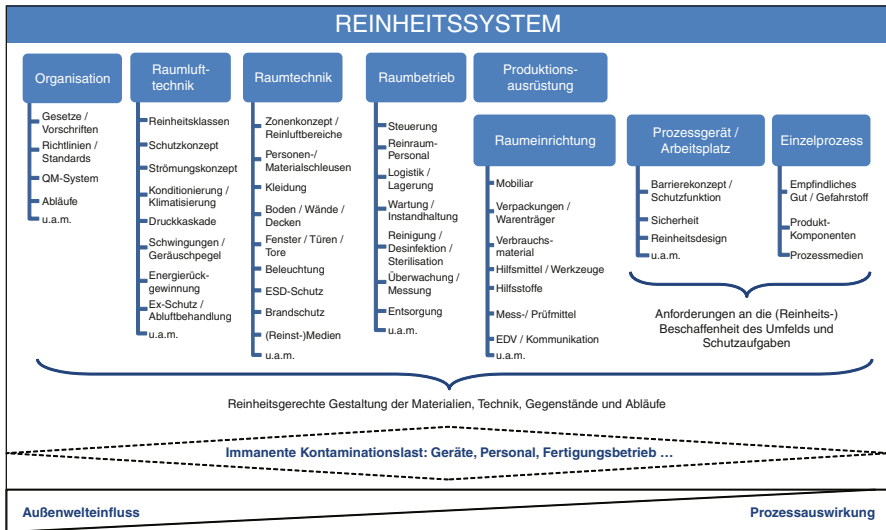 REINHEITSSYSTEM
Organisation
Gesetze /
Vorschriften
Richtlinien /
Standards
QM-System
Abläufe
u.a.m.
Raumluft-
technik
Reinheitsklassen
Schutzkonzept
Strömungskonzept
Konditionierung /
Klimatisierung
Druckkaskade
Schwingungen /
Geräuschpegel
Energierück-
gewinnung
Ex-Schutz /
Abluftbehandlung
u.a.m.
Raumtechnik
Zonenkonzept /
Reinluftbereiche
Personen-/
Materialschleusen
Kleidung
Boden / Wände /
Decken
Fenster / Türen /
Tore
Beleuchtung
ESD-Schutz
Brandschutz
(Reinst-)Medien
u.a.m.
Raumbetrieb
Steuerung
Reinraum-
Personal
Logistik /
Lagerung
Wartung /
Instandhaltung
Reinigung /
Desinfektion /
Sterilisation
Überwachung /
Messung
Entsorgung
u.a.m.
Produktions-
ausrüstung
Raumeinrichtung
Mobiliar
Verpackungen /
Warenträger
Verbrauchs-
material
Hilfsmittel / Werkzeuge
Hilfsstoffe
Mess-/ Prüfmittel
EDV / Kommunikation
u.a.m.
Prozessgerät /
Arbeitsplatz
Barrierekonzept /
Schutzfunktion
Sicherheit
Reinheitsdesign
u.a.m.
Einzelprozess
Empfindliches
Gut / Gefahrstoff
Produkt-
Komponenten
Prozessmedien
Anforderungen an die (Reinheits-)
Beschaffenheit des Umfelds und
Schutzaufgaben
Reinheitsgerechte Gestaltung der Materialien, Technik, Gegenstände und Abläufe
Immanente Kontaminationslast: Geräte, Personal, Fertigungsbetrieb ...
Außenwelteinfluss
Prozessauswirkung